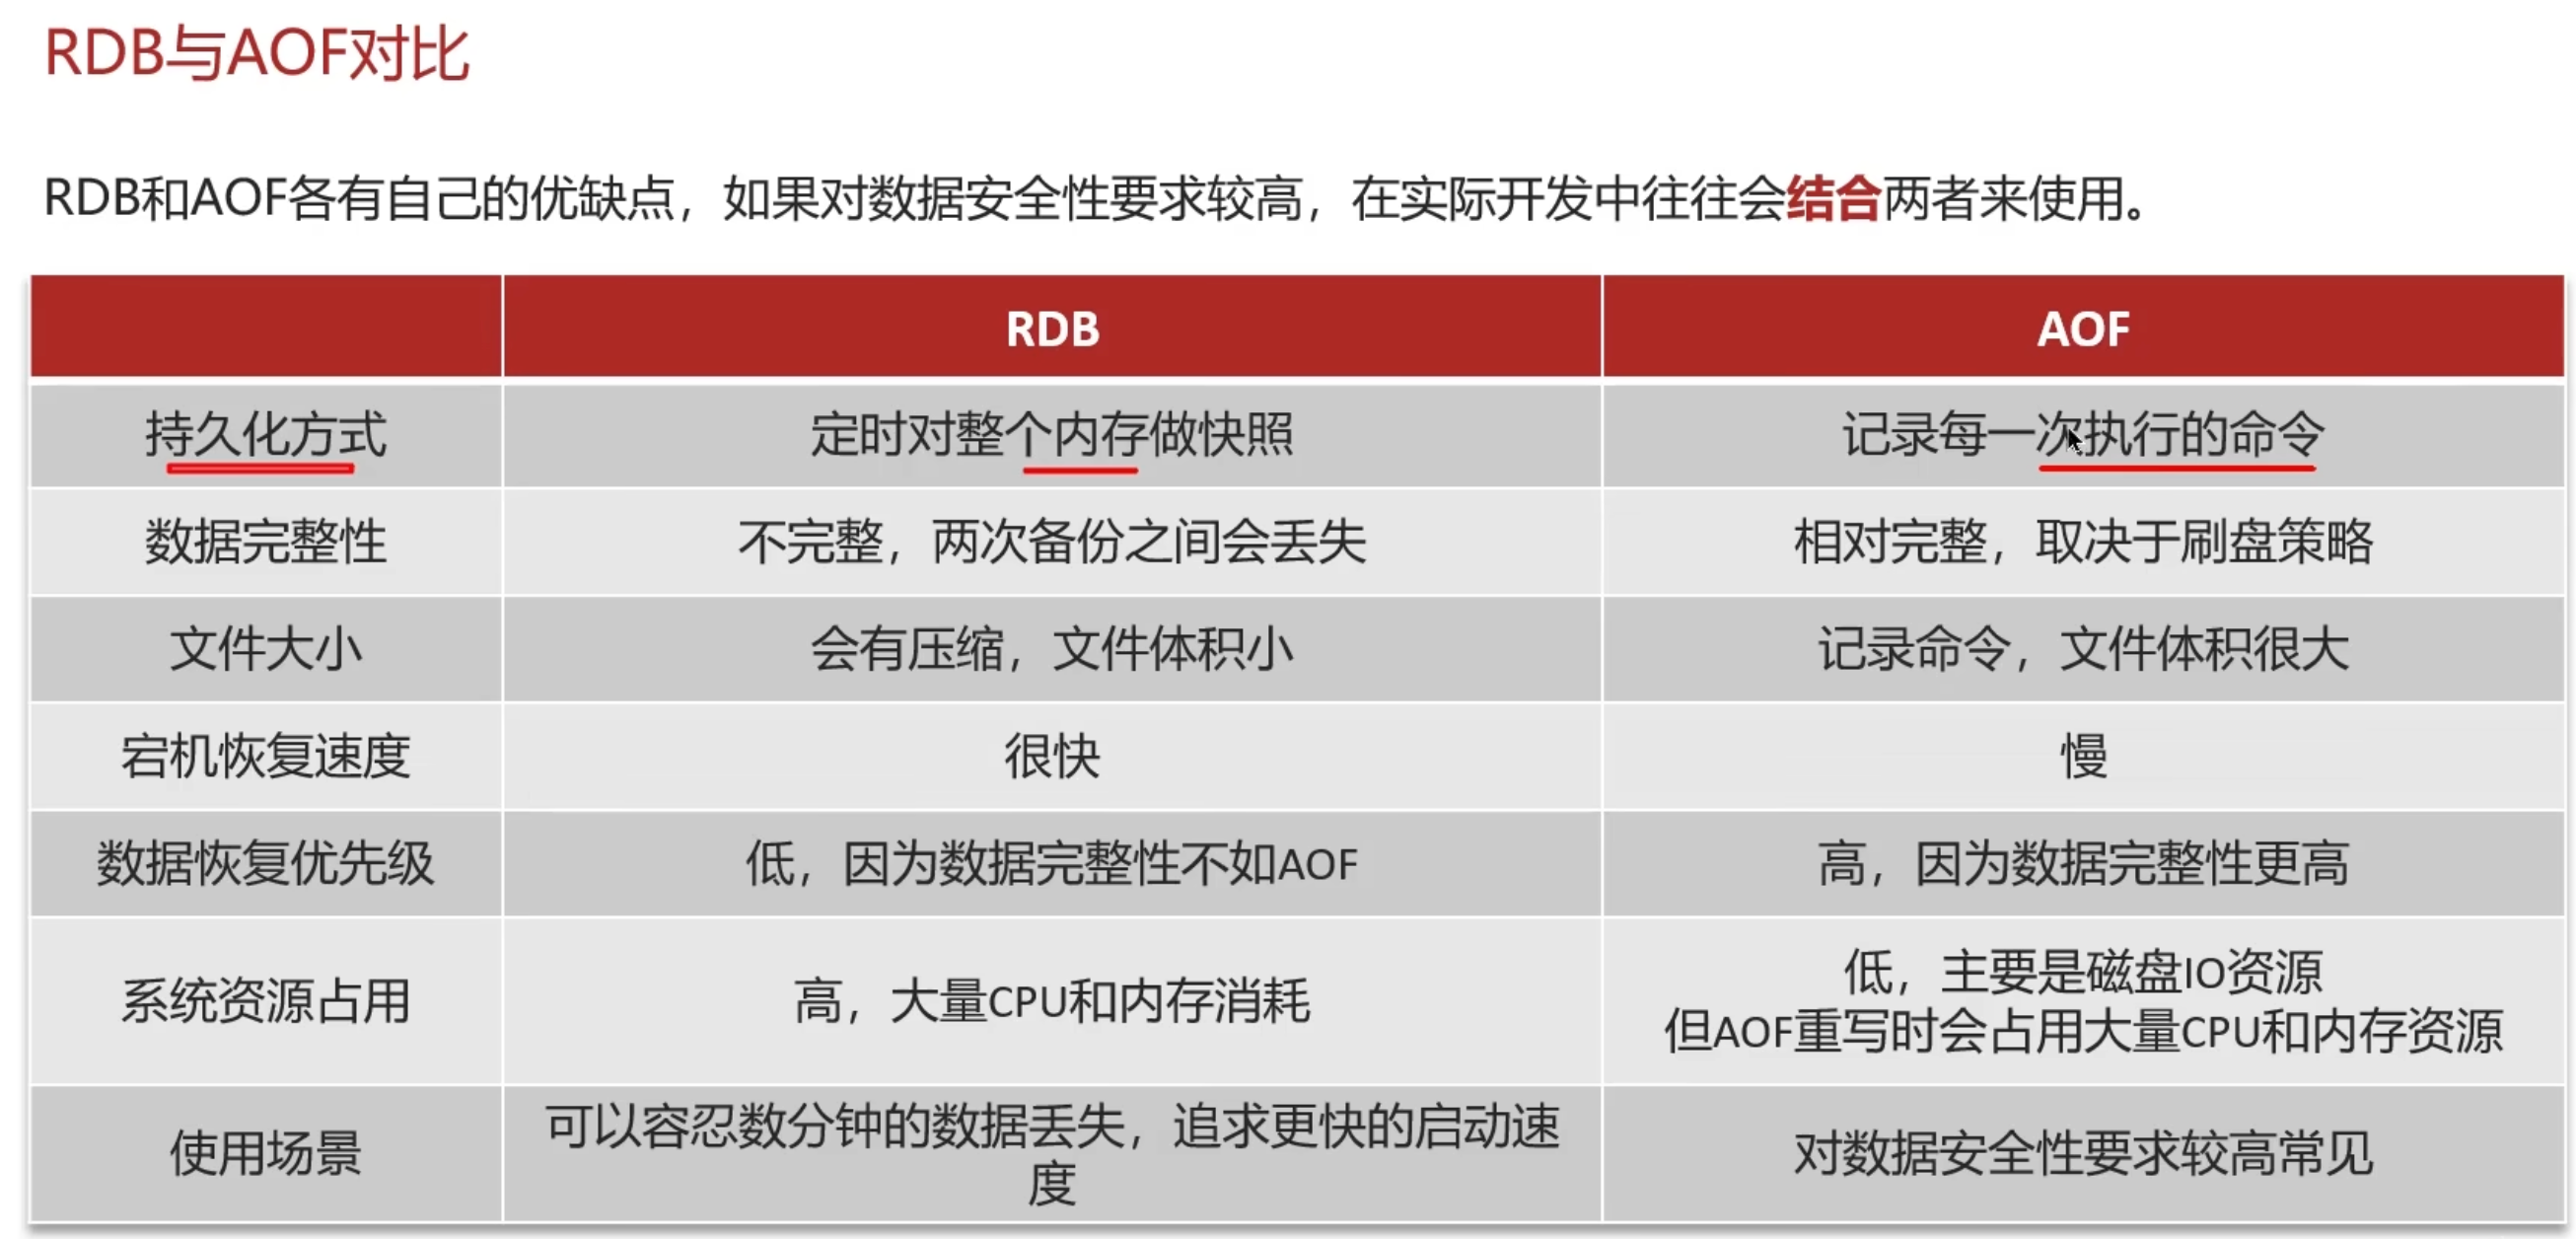 RDB与AOF对比
RDB和AOF各有自己的优缺点，如果对数据安全性要求较高，在实际开发中往往会结合两者来使用。
RDB AOF
持久化方式 定时对整个内存做快照 记录每一次执行的命令
数据完整性 不完整，两次备份之间会丢失 相对完整，取决于刷盘策略
文件大小 会有压缩，文件体积小 记录命令，文件体积很大
宕机恢复速度 很快 慢
数据恢复优先级 低，因为数据完整性不如AOF 高，因为数据完整性更高
系统资源占用 高，大量CPU和内存消耗 低，主要是磁盘IO资源
但AOF重写时会占用大量CPU和内存资源
使用场景 可以容忍数分钟的数据丢失，追求更快的启动速
度 对数据安全性要求较高常见